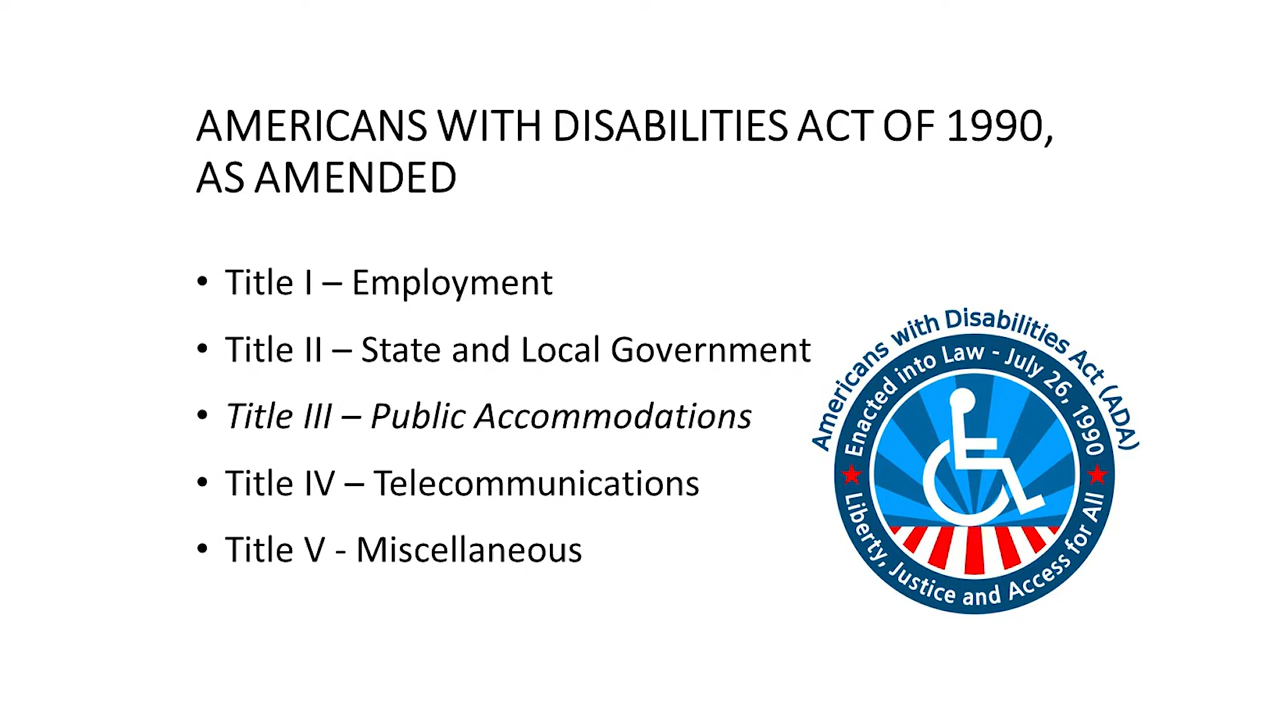 AMERICANS WITH DISABILITIES ACT OF 1990,
AS AMENDED
• Title I – Employment
• Title II – State and Local Government
• Title III – Public Accommodations
• Title IV – Telecommunications
• Title V - Miscellaneous
Americans with Disabilities Act (ADA)
Enacted into Law - July 26, 1990
Liberty, Justice and Access for All